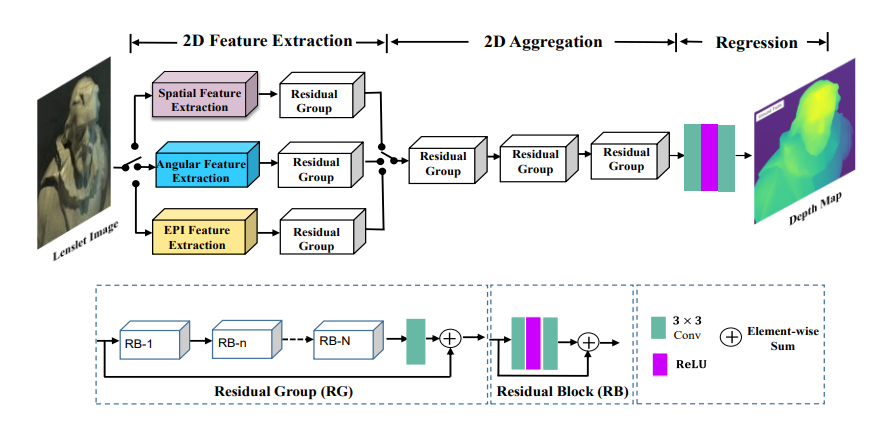 2D Feature Extraction
2D Aggregation
Regression
Spatial Feature
Extraction
Residual
Group
Angular Feature
Extraction
Residual
Group
EPI Feature
Extraction
Residual
Group
Residual
Group
Residual
Group
Residual
Group
Lenslet Image
Depth Map
RB-1
RB-n
RB-N
Residual Group (RG)
Residual Block (RB)
3 × 3
Conv
ReLU
Element-wise
Sum